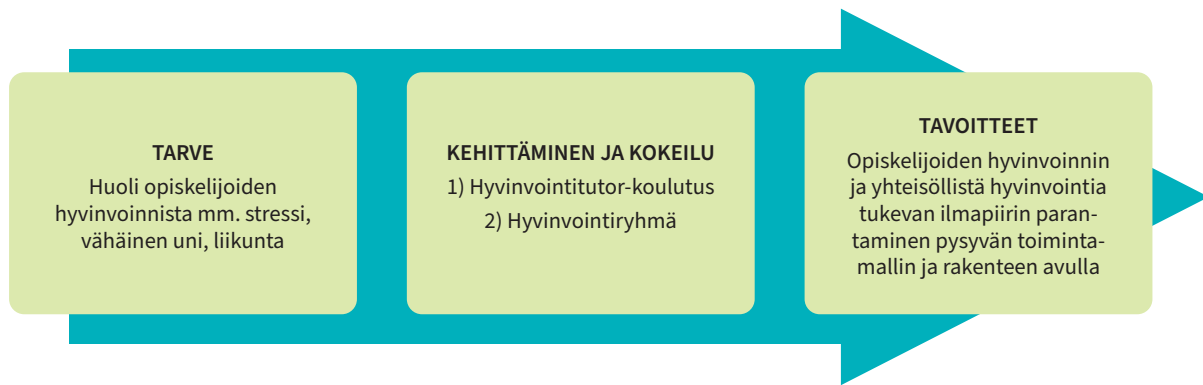 TARVE
Huoli opiskelijoiden
hyvinvoinnista mm. stressi,
vähäinen uni, liikunta
KEHITTÄMINEN JA KOKEILU
1) Hyvinvointitutor-koulutus
2) Hyvinvointiryhmä
TAVOITTEET
Opiskelijoiden hyvinvoinnin
ja yhteisöllistä hyvinvointia
tukevan ilmapiirin paran-
taminen pysyvän toiminta-
mallin ja rakenteen avulla